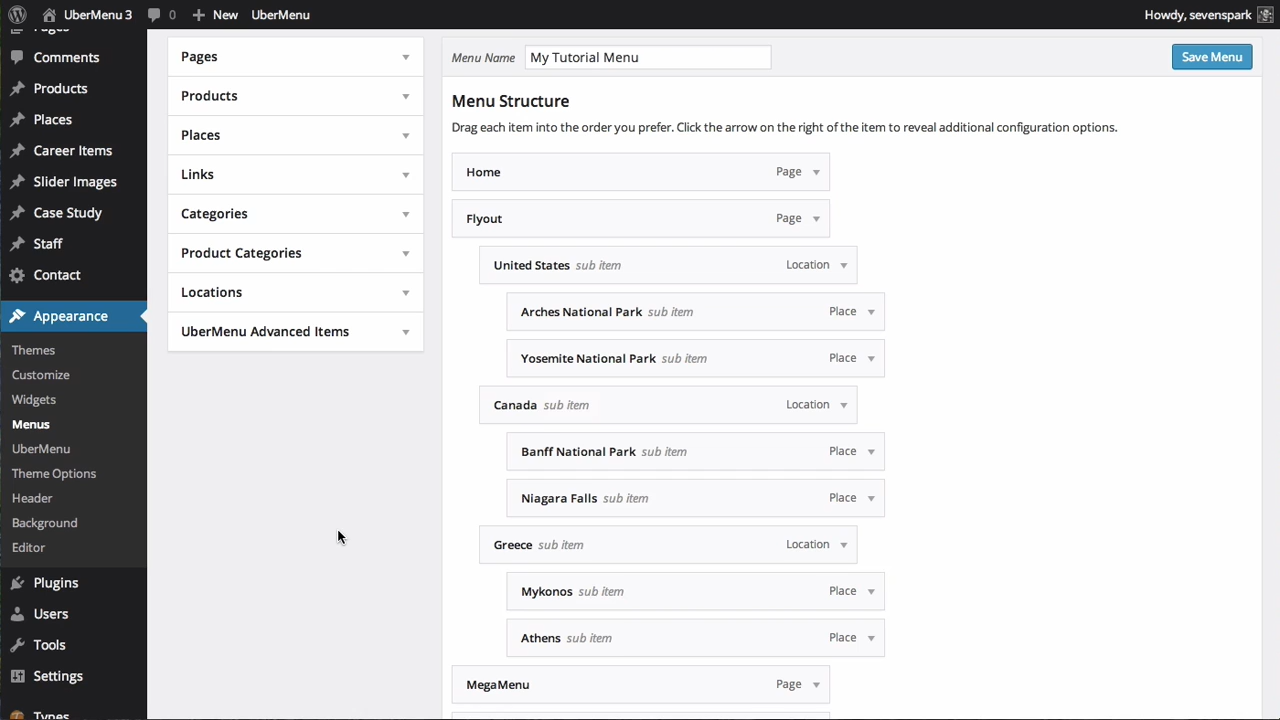 UberMenu 3 0 New UberMenu Howdy, sevenspark
Pages
Comments
Products
Places
Career Items
Slider Images
Case Study
Staff
Contact
Appearance
Themes
Customize
Widgets
Menus
UberMenu
Theme Options
Header
Background
Editor
Plugins
Users
Tools
Settings
Types
Pages
Products
Places
Links
Categories
Product Categories
Locations
UberMenu Advanced Items
Menu Name My Tutorial Menu Save Menu
Menu Structure
Drag each item into the order you prefer. Click the arrow on the right of the item to reveal additional configuration options.
Home Page
Flyout Page
United States sub item Location
Arches National Park sub item Place
Yosemite National Park sub item Place
Canada sub item Location
Banff National Park sub item Place
Niagara Falls sub item Place
Greece sub item Location
Mykonos sub item Place
Athens sub item Place
MegaMenu Page